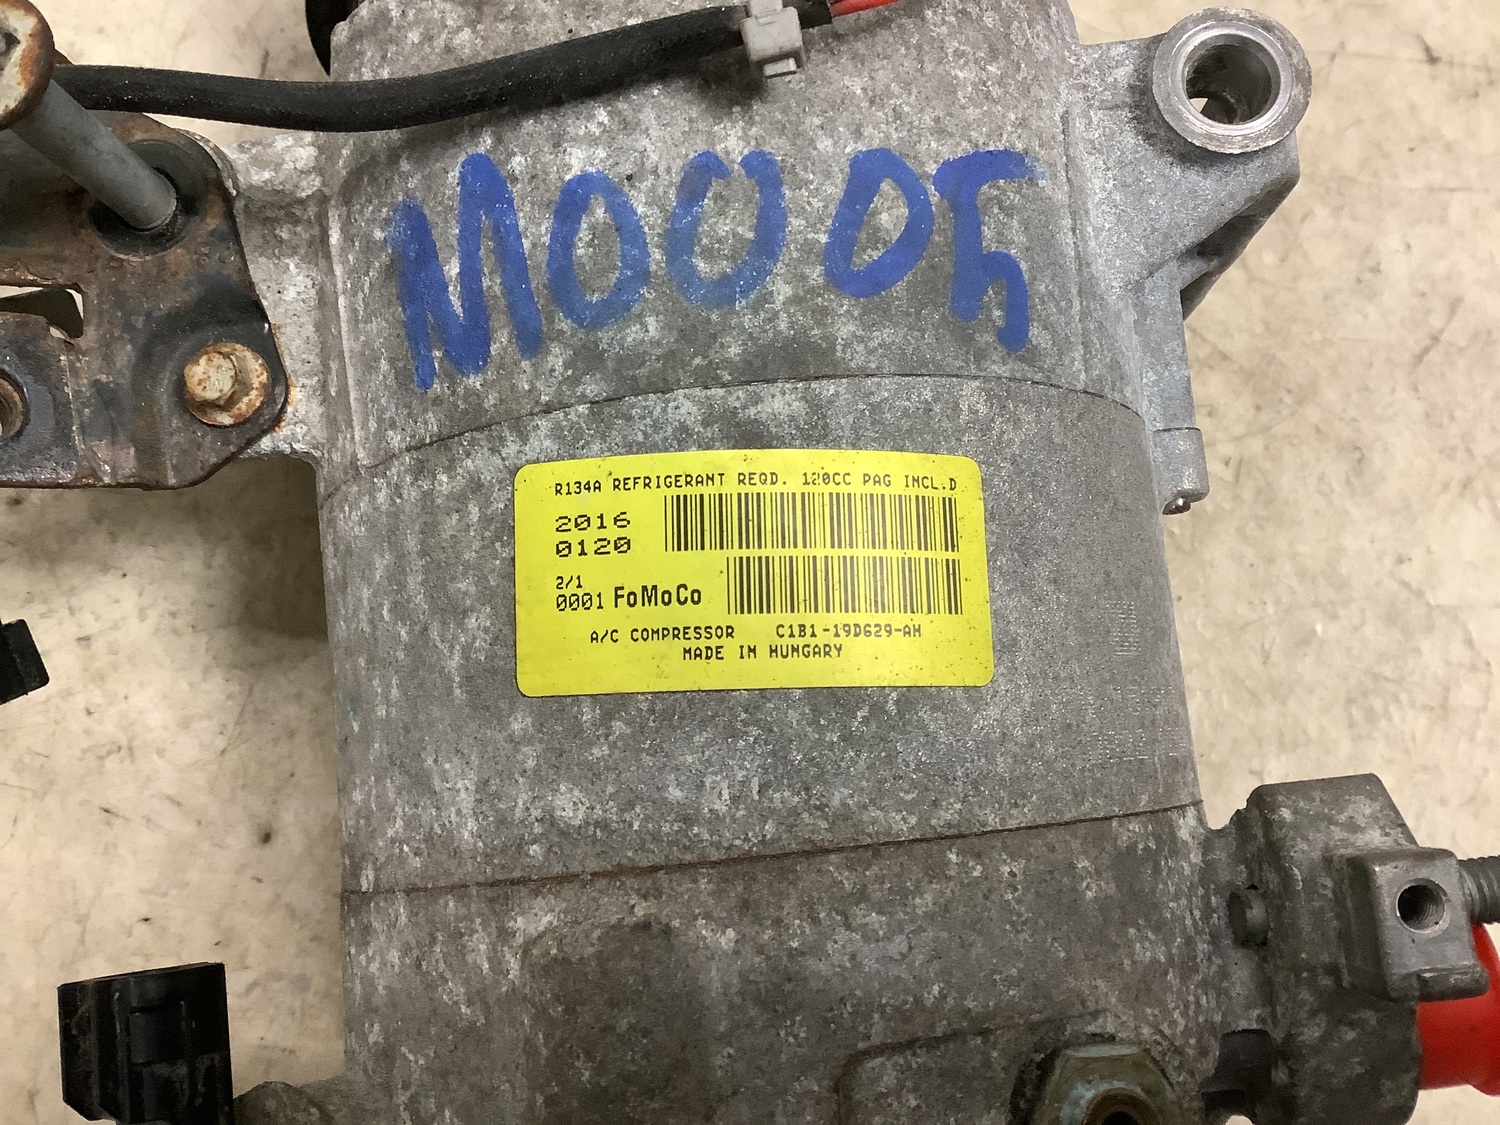 R134A REFRIGERANT REQD. 120CC PAG INCL.D
2016
0120
2/1
0001 FoMoCo
A/C COMPRESSOR C1B1-19D629-AH
MADE IN HUNGARY